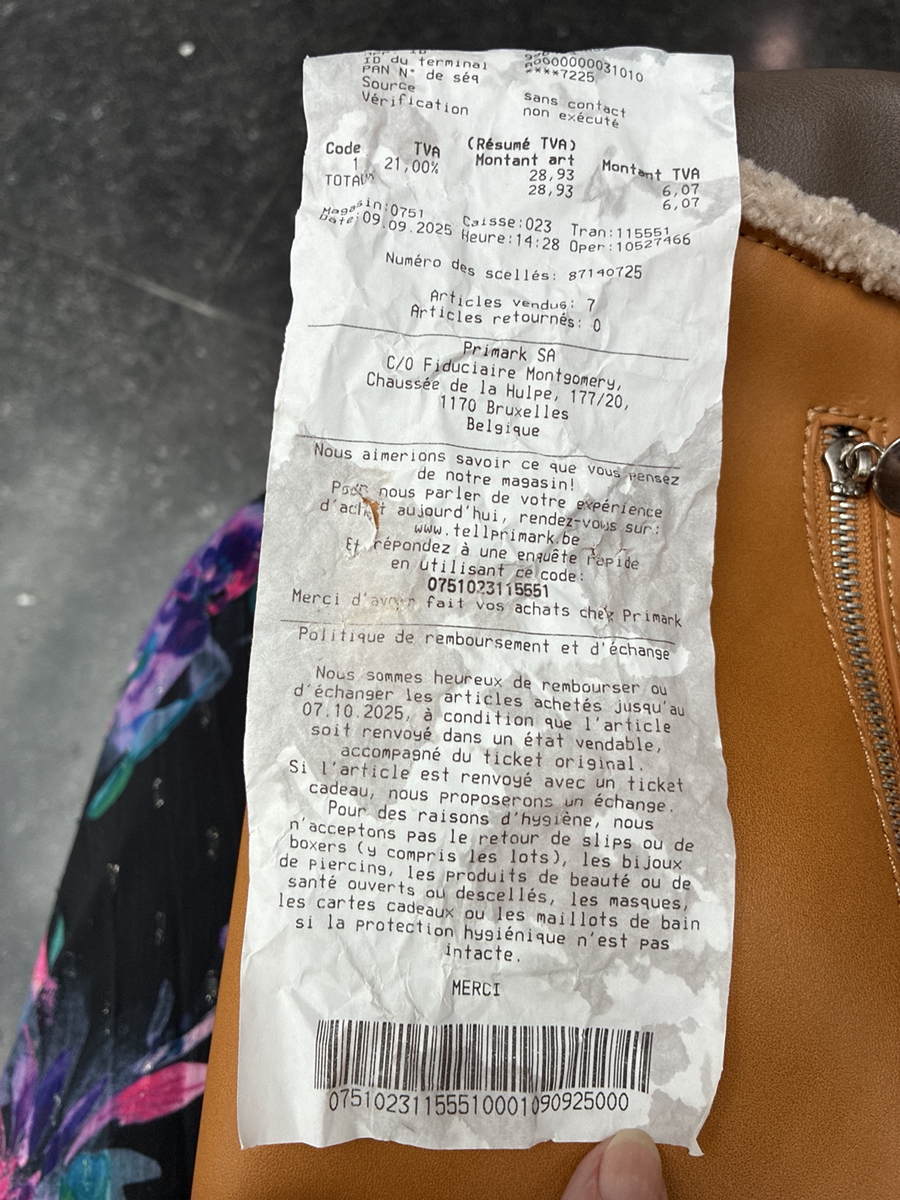 ID du terminal n0000000031010
PAN N° de séq ****7225
Source sans contact
Vérification non exécuté
(Résumé TVA)
Code TVA Montant art Montant TVA
1 21,00% 28,93 6,07
TOTAL 28,93 6,07
Magasin:0751 Caisse:023 Tran:115551
Date:09.09.2025 Heure:14:28 Oper:10527466
Numéro des scellés: 87140725
Articles vendus: 7
Articles retournés: 0
Primark SA
C/O Fiduciaire Montgomery,
Chaussée de la Hulpe, 177/20,
1170 Bruxelles
Belgique
Nous aimerions savoir ce que vous pensez
de notre magasin!
Pour nous parler de votre expérience
d'achat aujourd'hui, rendez-vous sur:
www.tellprimark.be
Et répondez à une enquête rapide
en utilisant ce code:
0751023115551
Merci d'avoir fait vos achats chez Primark
Politique de remboursement et d'échange
Nous sommes heureux de rembourser ou
d'échanger les articles achetés jusqu'au
07.10.2025, à condition que l'article
soit renvoyé dans un état vendable,
accompagné du ticket original.
Si l'article est renvoyé avec un ticket
cadeau, nous proposerons un échange.
Pour des raisons d'hygiène, nous
n'acceptons pas le retour de slips ou de
boxers (y compris les lots), les bijoux
de piercing, les produits de beauté ou de
santé ouverts ou descellés, les masques,
les cartes cadeaux ou les maillots de bain
si la protection hygiénique n'est pas
intacte.
MERCI
07510231155510001090925000